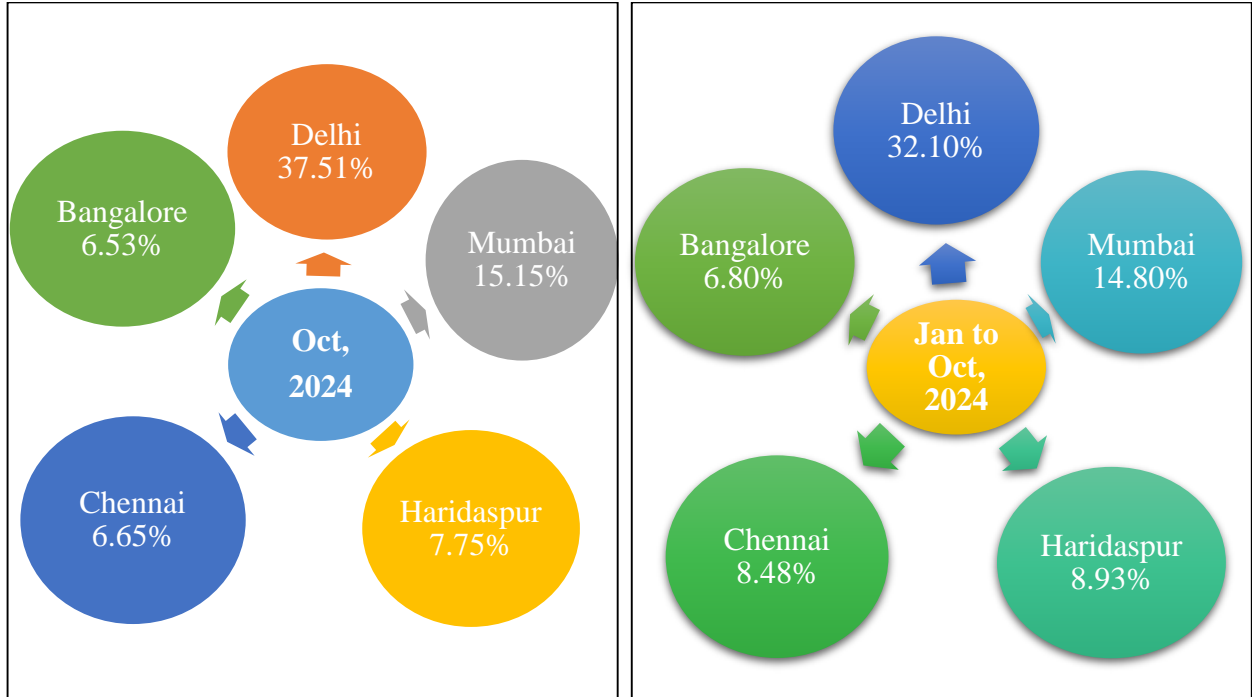 Delhi
37.51%
Mumbai
15.15%
Haridaspur
7.75%
Chennai
6.65%
Bangalore
6.53%
Oct,
2024
Delhi
32.10%
Mumbai
14.80%
Haridaspur
8.93%
Chennai
8.48%
Bangalore
6.80%
Jan to
Oct,
2024